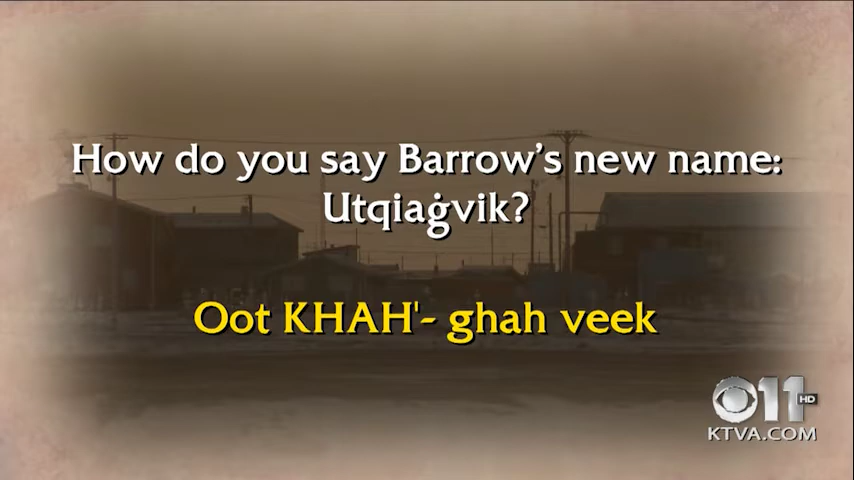 How do you say Barrow's new name:
Utqiaġvik?
Oot KHAH'- ghah veek
11 HD
KTVA.COM